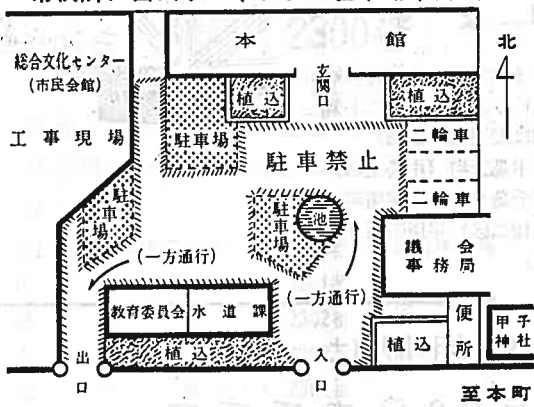 本館
北
総合文化センター
(市民会館)
工事現場
玄関口
植込
植込
駐車場
駐車禁止
二輪車
二輪車
駐車場
駐車場
池
議会
事務局
(一方通行)
(一方通行)
教育委員会
水道課
植込
植込
便所
甲子
神社
出口
入口
至本町